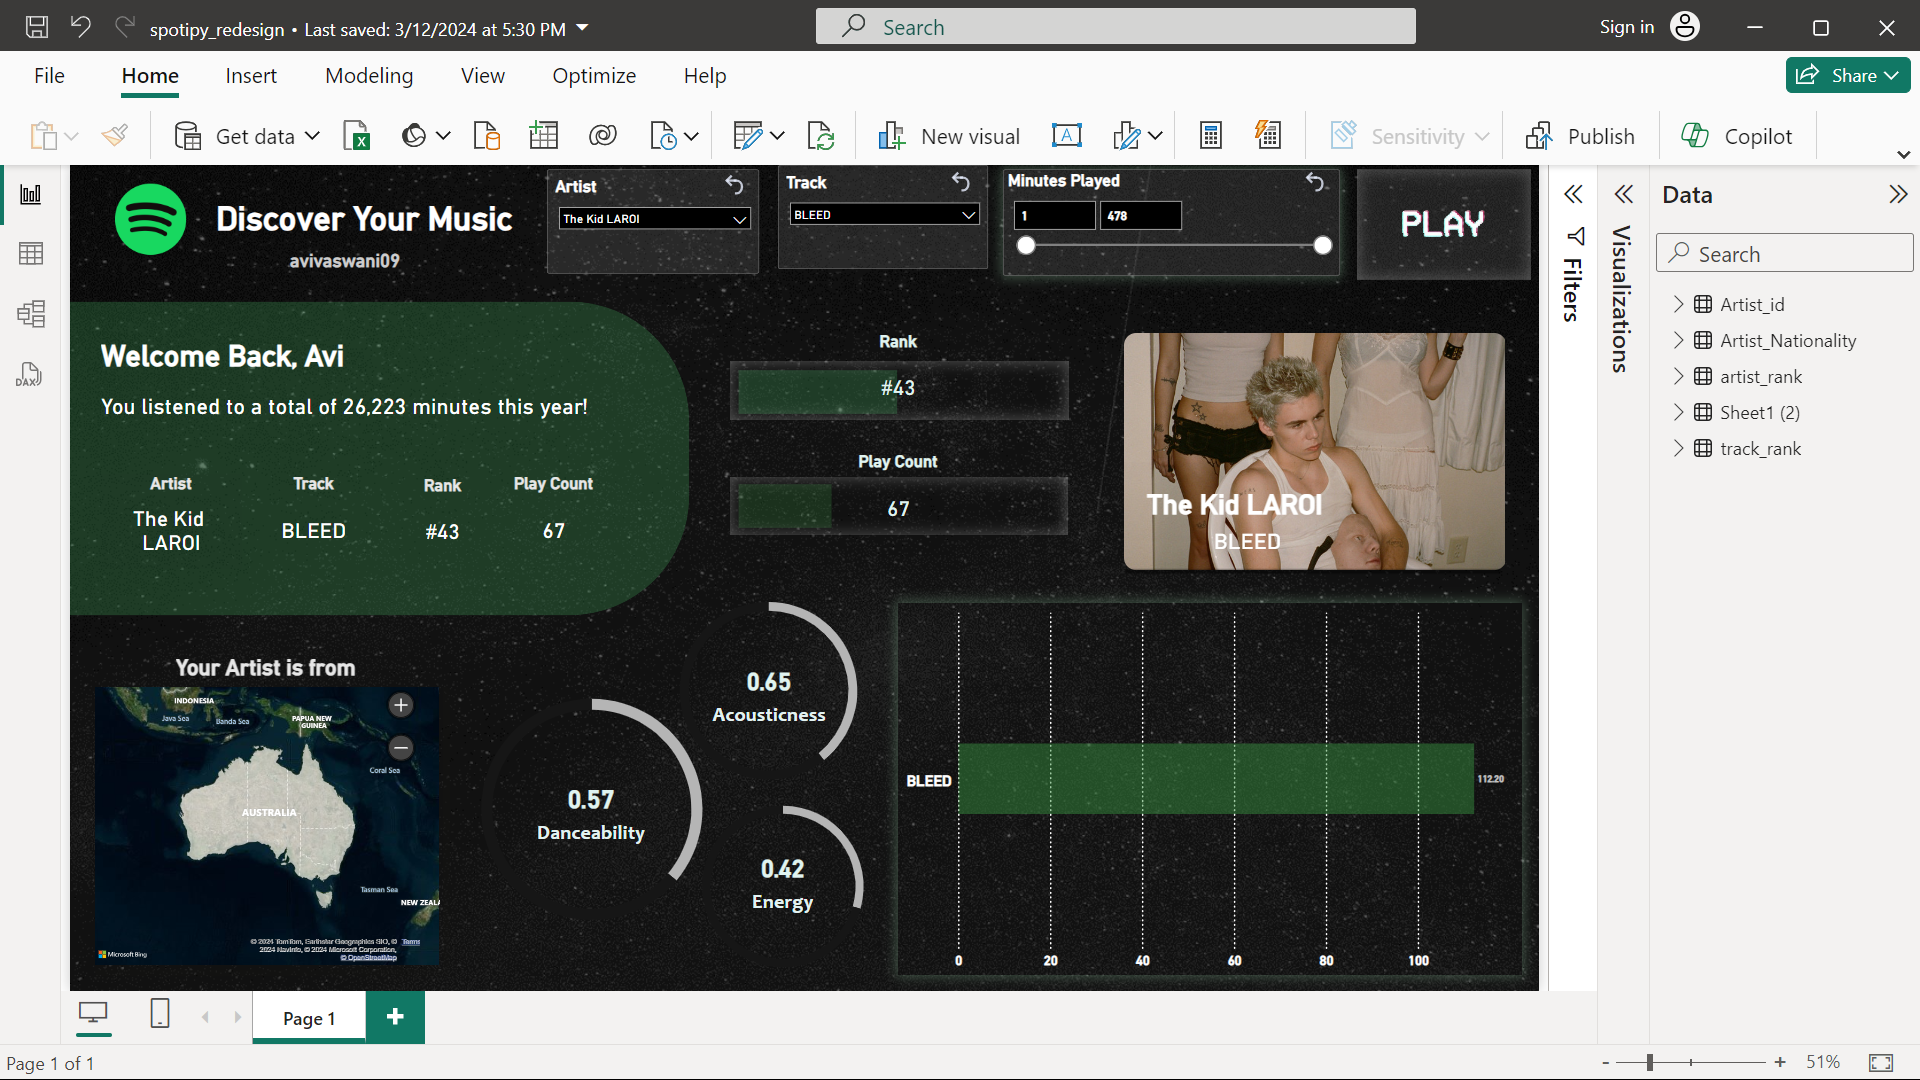 spotipy_redesign • Last saved: 3/12/2024 at 5:30 PM
Search
Sign in
File
Home
Insert
Modeling
View
Optimize
Help
Share
Get data
New visual
Sensitivity
Publish
Copilot
DAX
Discover Your Music
avivaswani09
Artist
The Kid LAROI
Track
BLEED
Minutes Played
1
478
PLAY
Welcome Back, Avi
You listened to a total of 26,223 minutes this year!
Artist
Track
Rank
Play Count
The Kid
LAROI
BLEED
#43
67
Rank
#43
Play Count
67
The Kid LAROI
BLEED
Your Artist is from
INDONESIA
Java Sea
Banda Sea
PAPUA NEW
GUINEA
Coral Sea
AUSTRALIA
Tasman Sea
NEW ZEALA
© 2024 TomTom, Earthstar Geographics SIO, © Terms
2024 Navinfo, © 2024 Microsoft Corporation,
© OpenStreetMap
Microsoft Bing
0.65
Acousticness
0.57
Danceability
0.42
Energy
BLEED
112.20
0
20
40
60
80
100
Filters
Visualizations
Data
Search
Artist_id
Artist_Nationality
artist_rank
Sheet1 (2)
track_rank
Page 1
Page 1 of 1
51%